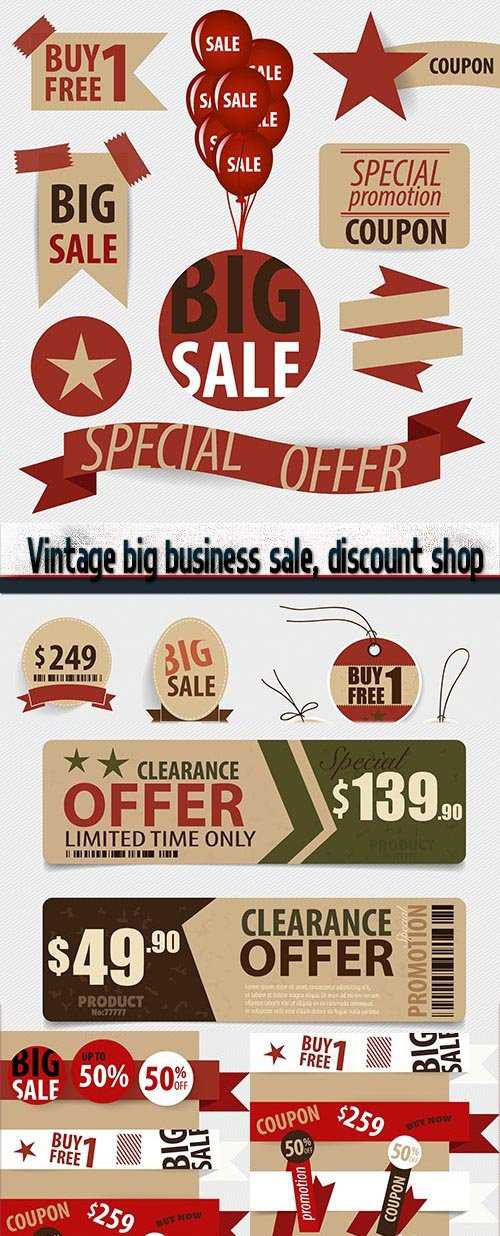 BUY 1
FREE
SALE
SALE
SALE
SALE
SALE
COUPON
BIG
SALE
SPECIAL
promotion
COUPON
BIG
SALE
SPECIAL OFFER
Vintage big business sale, discount shop
$249
BIG
SALE
BUY 1
FREE
CLEARANCE
OFFER
LIMITED TIME ONLY
Special
$139.90
PRODUCT
$49.90
PRODUCT
No:77777
CLEARANCE
OFFER
Special
PROMOTION
BIG
SALE
UP TO
50%
50%
OFF
BUY 1
FREE
BIG
SALE
COUPON $259
BUY NOW
BUY 1
FREE
BIG
SALE
COUPON $259 BUY NOW
50%
OFF
promotion
50%
OFF
COUPON